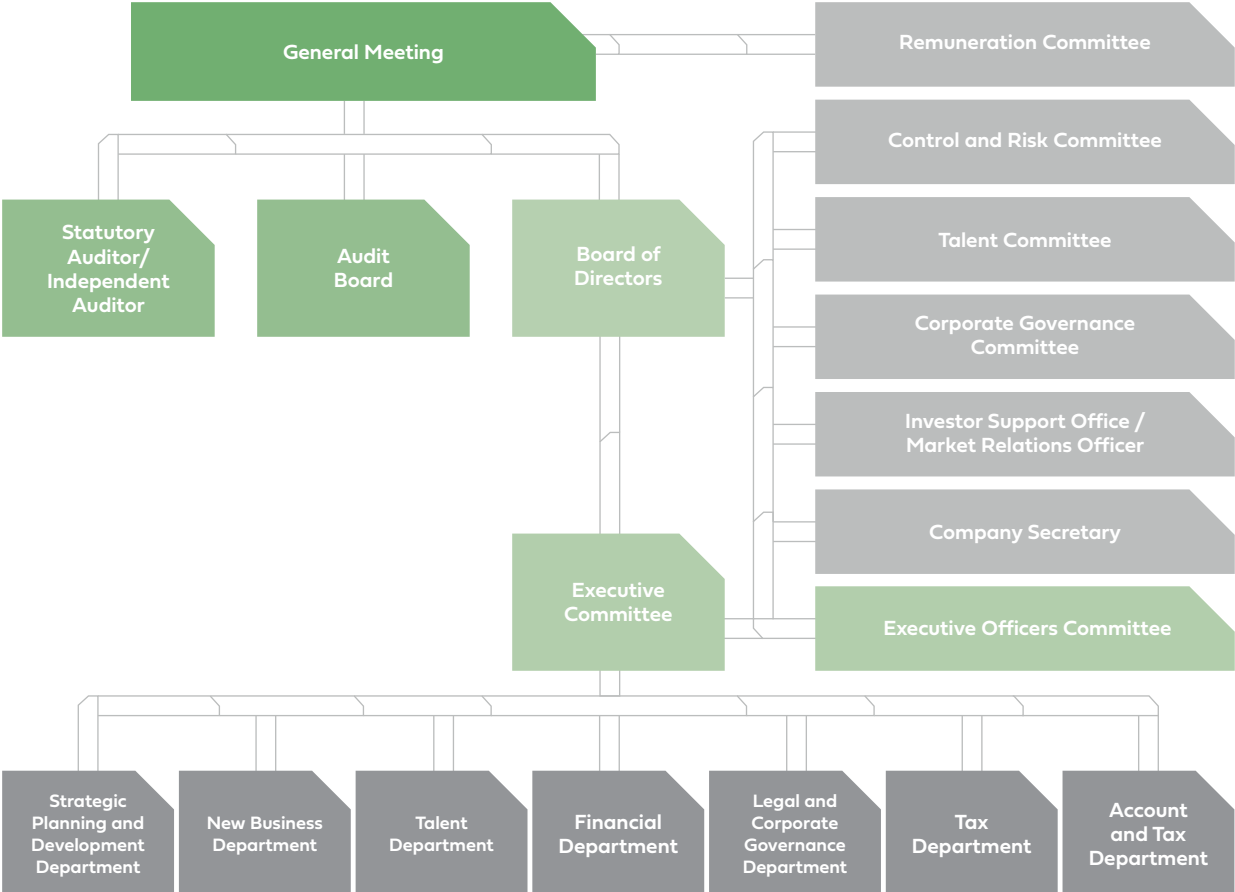 General Meeting
Remuneration Committee
Control and Risk Committee
Statutory
Auditor/
Independent
Auditor
Audit
Board
Board of
Directors
Talent Committee
Corporate Governance
Committee
Investor Support Office /
Market Relations Officer
Company Secretary
Executive
Committee
Executive Officers Committee
Strategic
Planning and
Development
Department
New Business
Department
Talent
Department
Financial
Department
Legal and
Corporate
Governance
Department
Tax
Department
Account
and Tax
Department